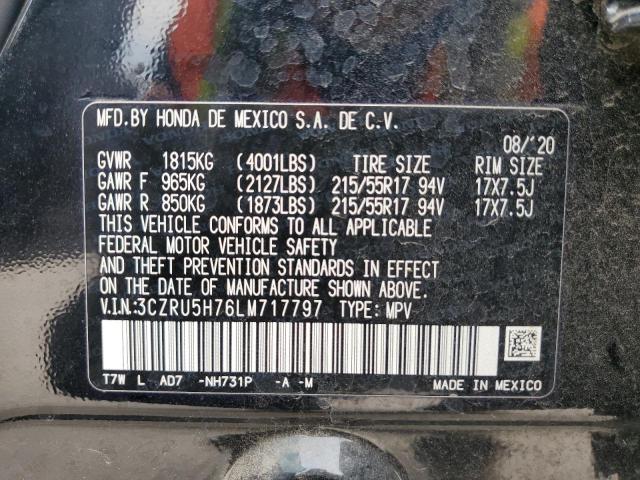 MFD.BY HONDA DE MEXICO S.A. DE C.V.
08/'20
GVWR 1815KG (4001LBS) TIRE SIZE RIM SIZE
GAWR F 965KG (2127LBS) 215/55R17 94V 17X7.5J
GAWR R 850KG (1873LBS) 215/55R17 94V 17X7.5J
THIS VEHICLE CONFORMS TO ALL APPLICABLE
FEDERAL MOTOR VEHICLE SAFETY
AND THEFT PREVENTION STANDARDS IN EFFECT
ON THE DATE OF MANUFACTURE SHOWN ABOVE.
V.I.N.:3CZRU5H76LM717797 TYPE: MPV
T7W L AD7 -NH731P -A -M
MADE IN MEXICO